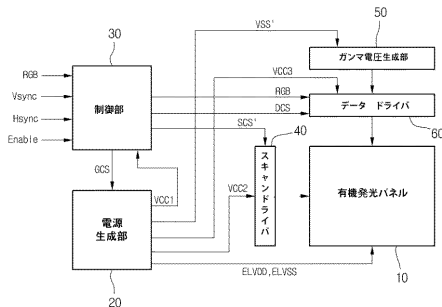 30
VSS'
50
ガンマ電圧生成部
RGB
Vsync
Hsync
Enable
制御部
VCC3
RGB
DCS
SCS'
データ ドライバ
60
40
GCS
VCC1
VCC2
スキャンドライバ
有機発光パネル
電源
生成部
ELVDD,ELVSS
20
10